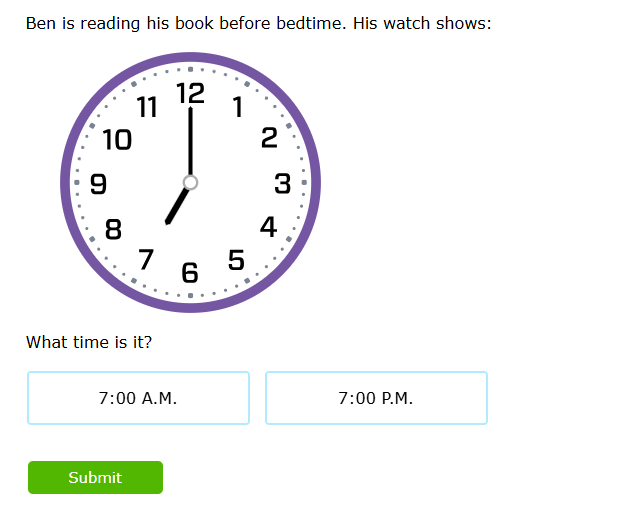 Ben is reading his book before bedtime. His watch shows:
12
11 1
10 2
9 3
8 4
7 5
6
What time is it?
7:00 A.M. 7:00 P.M.
Submit